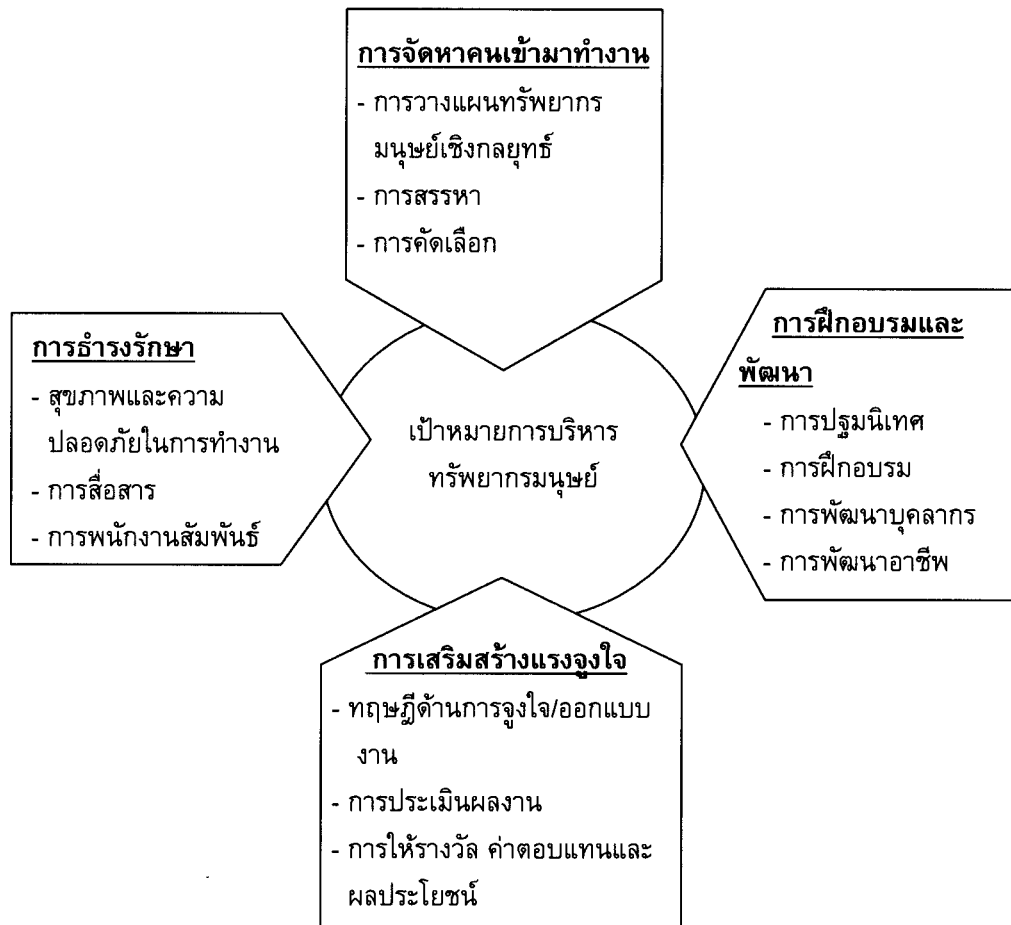 การจัดหาคนเข้ามาทำงาน
- การวางแผนทรัพยากร
มนุษย์เชิงกลยุทธ์
- การสรรหา
- การคัดเลือก
การธำรงรักษา
- สุขภาพและความ
ปลอดภัยในการทำงาน
- การสื่อสาร
- การพนักงานสัมพันธ์
เป้าหมายการบริหาร
ทรัพยากรมนุษย์
การฝึกอบรมและ
พัฒนา
- การปฐมนิเทศ
- การฝึกอบรม
- การพัฒนาบุคลากร
- การพัฒนาอาชีพ
การเสริมสร้างแรงจูงใจ
- ทฤษฎีด้านการจูงใจ/ออกแบบ
งาน
- การประเมินผลงาน
- การให้รางวัล ค่าตอบแทนและ
ผลประโยชน์